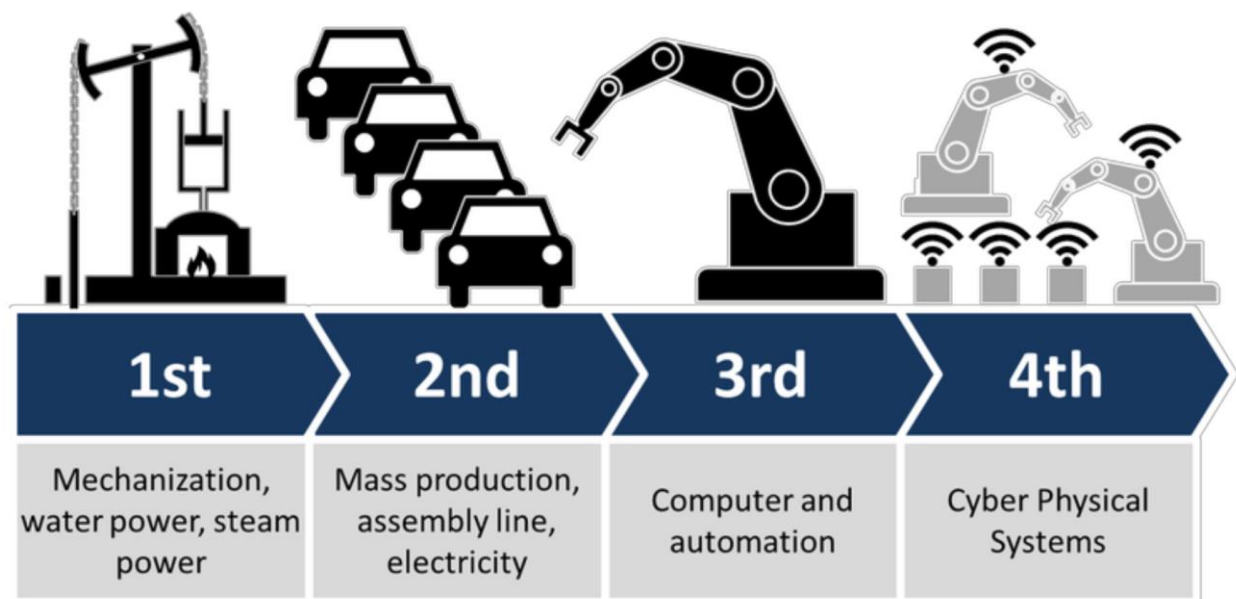 1st
2nd
3rd
4th
Mechanization,
water power, steam
power
Mass production,
assembly line,
electricity
Computer and
automation
Cyber Physical
Systems